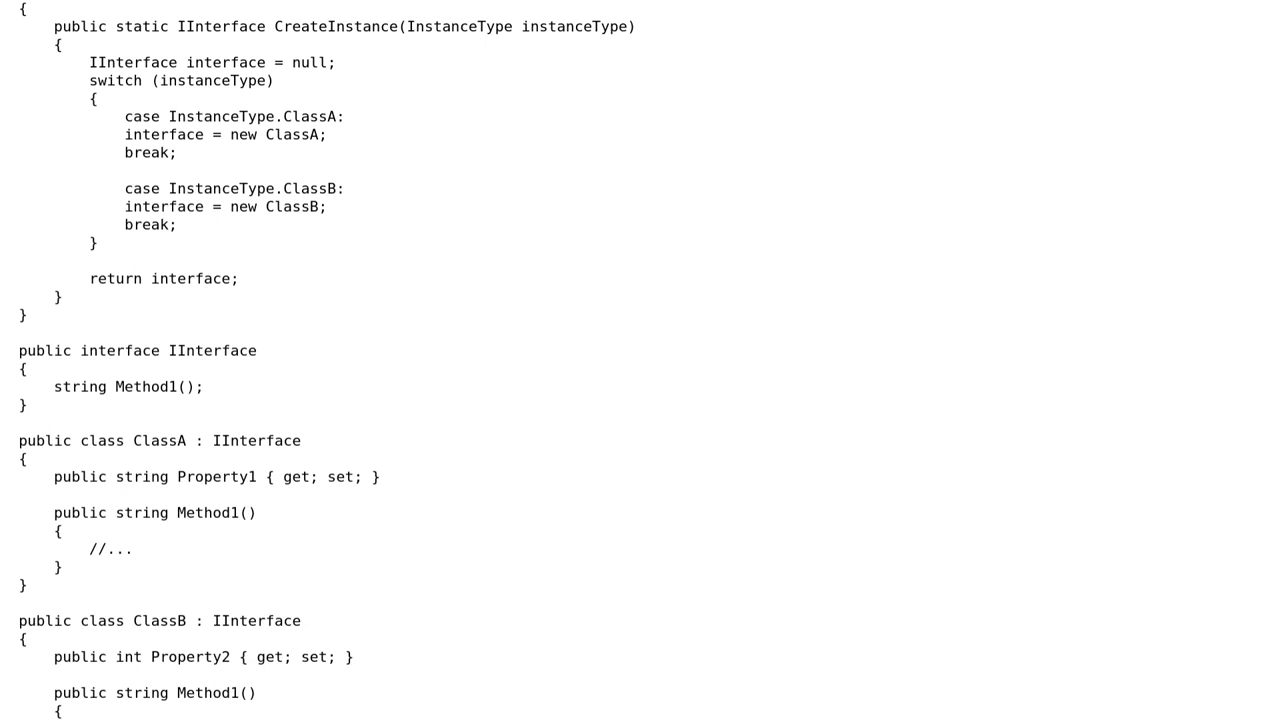 {
    public static IInterface CreateInstance(InstanceType instanceType)
    {
        IInterface interface = null;
        switch (instanceType)
        {
            case InstanceType.ClassA:
            interface = new ClassA;
            break;

            case InstanceType.ClassB:
            interface = new ClassB;
            break;
        }

        return interface;
    }
}

public interface IInterface
{
    string Method1();
}

public class ClassA : IInterface
{
    public string Property1 { get; set; }

    public string Method1()
    {
        //...
    }
}

public class ClassB : IInterface
{
    public int Property2 { get; set; }

    public string Method1()
    {